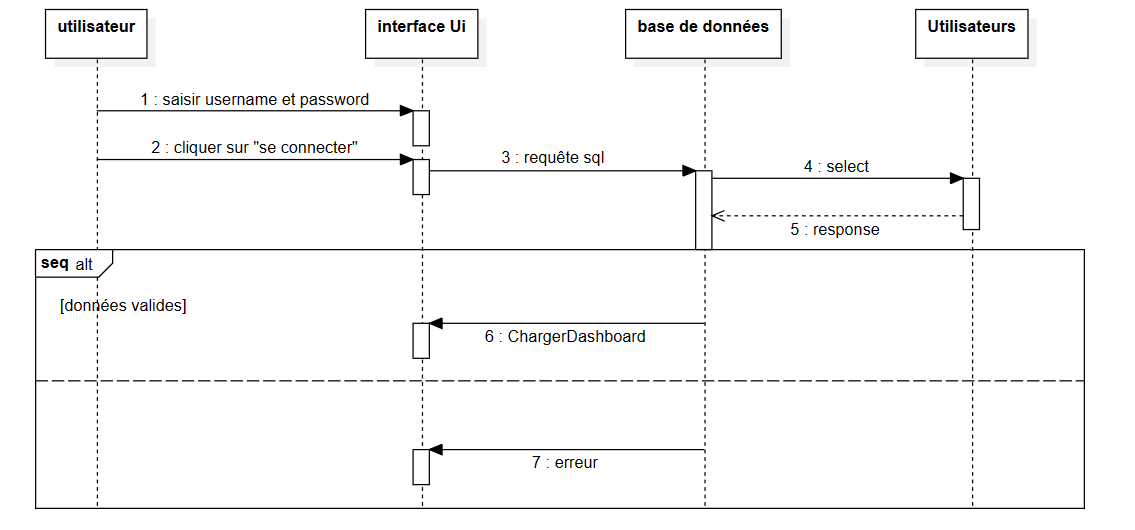 utilisateur
interface Ui
base de données
Utilisateurs
1 : saisir username et password
2 : cliquer sur "se connecter"
3 : requête sql
4 : select
5 : response
seq alt
[données valides]
6 : ChargerDashboard
7 : erreur